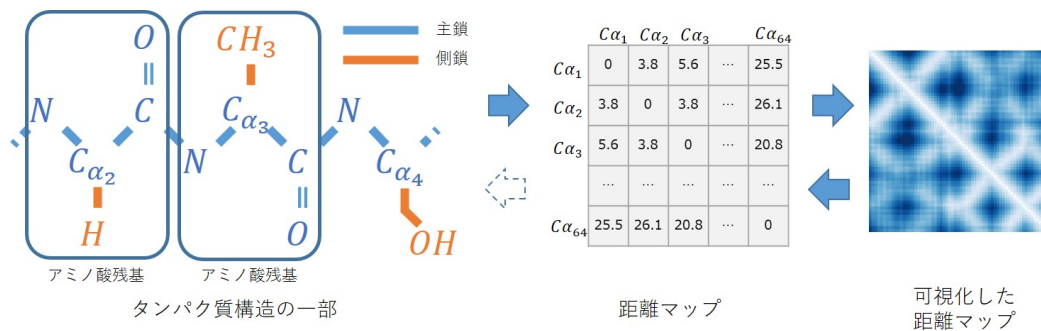 O
CH₃
主鎖
側鎖
N
C
Cα₃
N
Cα₂
N
C
Cα₄
H
O
OH
アミノ酸残基
アミノ酸残基
タンパク質構造の一部
Cα₁ Cα₂ Cα₃ Cα₆₄
Cα₁ 0 3.8 5.6 … 25.5
Cα₂ 3.8 0 3.8 … 26.1
Cα₃ 5.6 3.8 0 … 20.8
… … … …
Cα₆₄ 25.5 26.1 20.8 … 0
距離マップ
可視化した
距離マップ